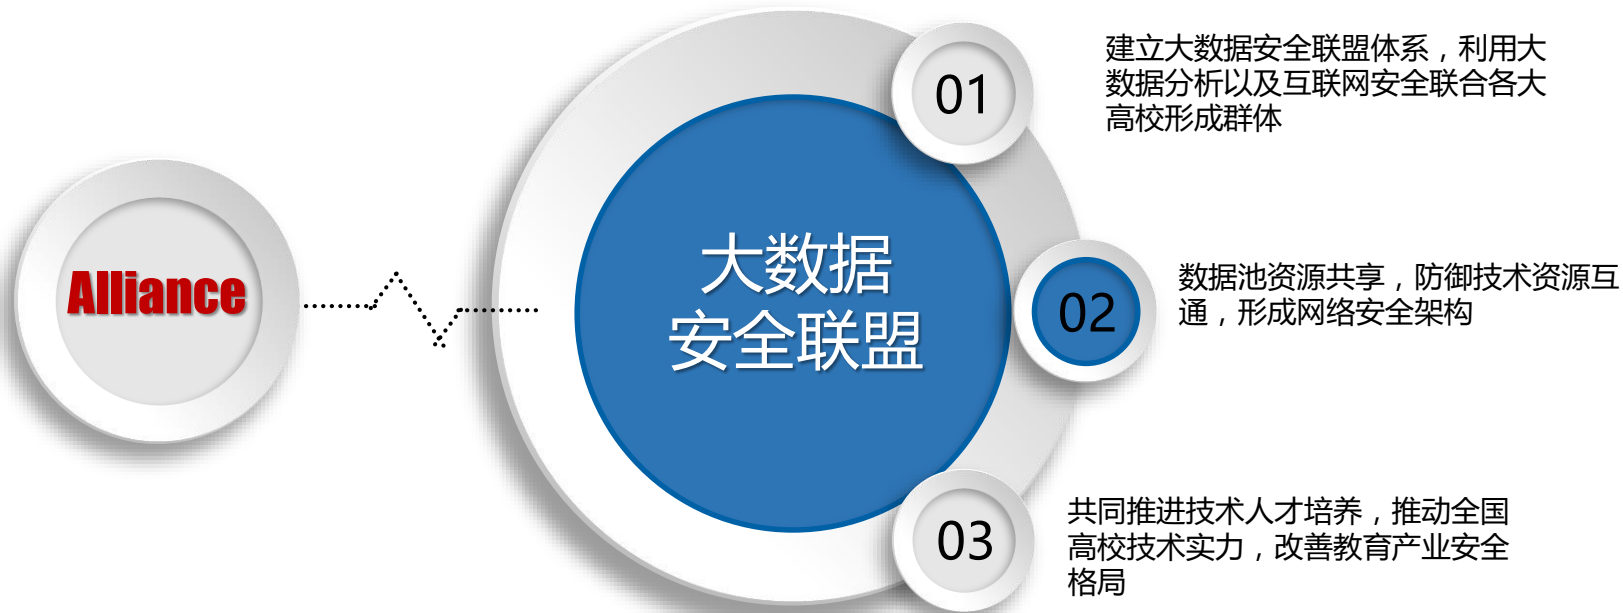 Alliance
大数据
安全联盟
01
建立大数据安全联盟体系，利用大
数据分析以及互联网安全联合各大
高校形成群体
02
数据池资源共享，防御技术资源互
通，形成网络安全架构
03
共同推进技术人才培养，推动全国
高校技术实力，改善教育产业安全
格局